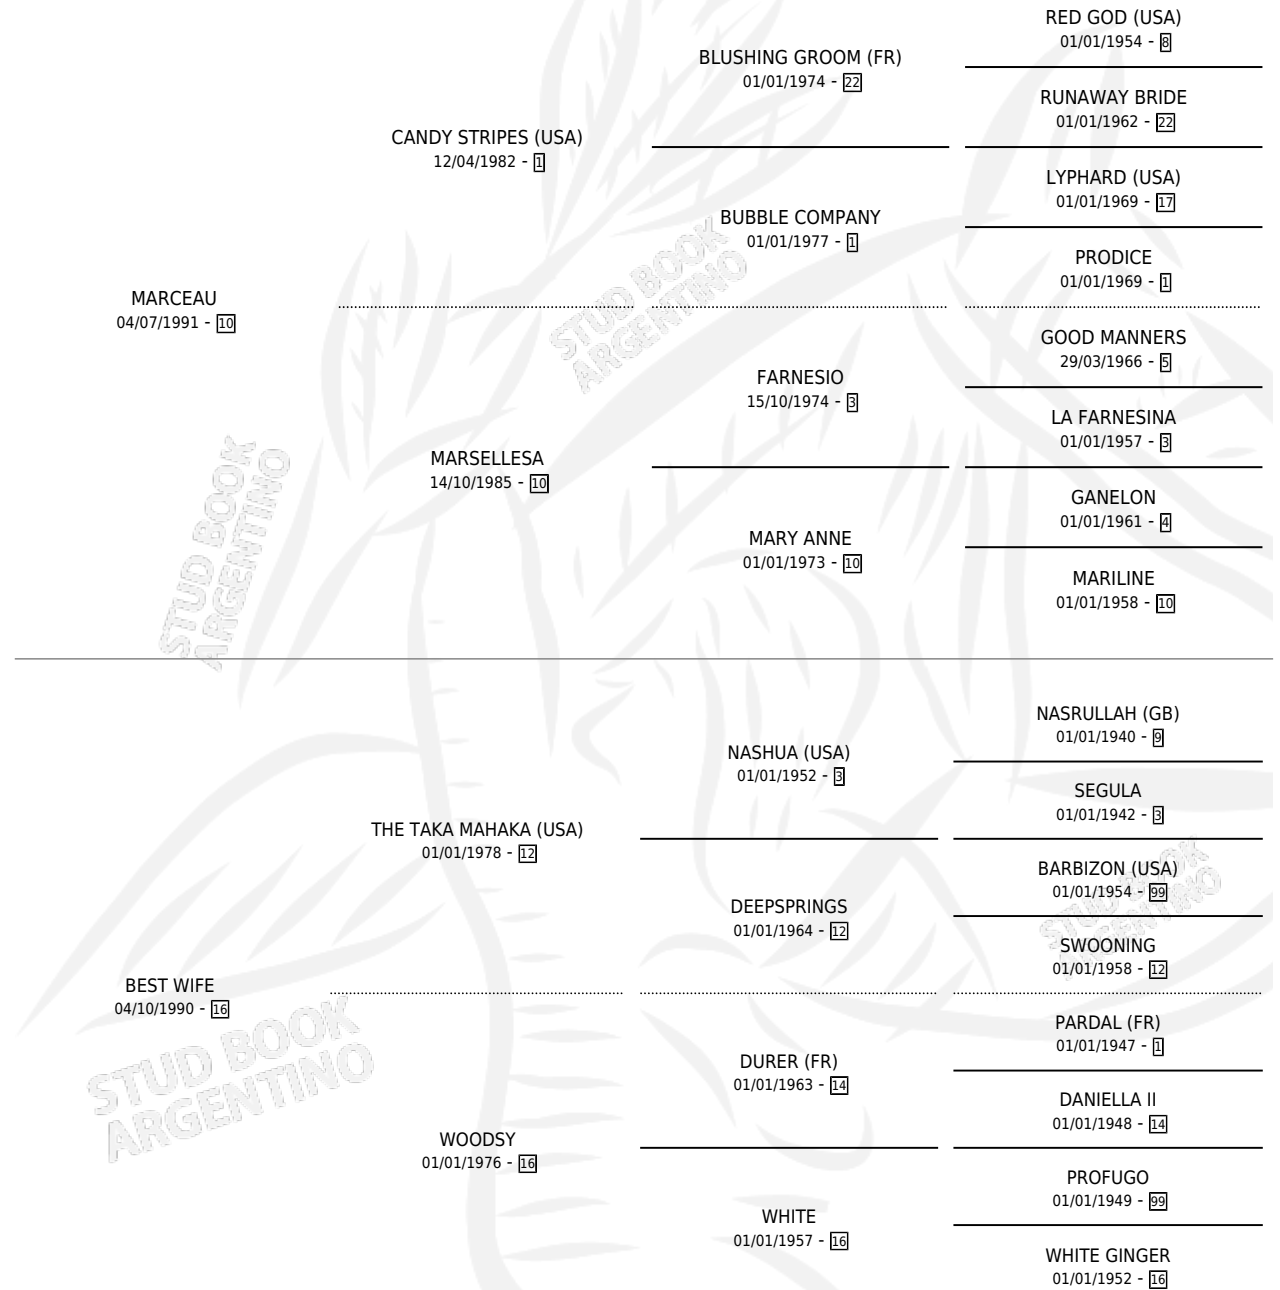 RED GOD (USA)
01/01/1954 - 8
BLUSHING GROOM (FR)
01/01/1974 - 22
RUNAWAY BRIDE
01/01/1962 - 22
CANDY STRIPES (USA)
12/04/1982 - 1
LYPHARD (USA)
01/01/1969 - 17
BUBBLE COMPANY
01/01/1977 - 1
PRODICE
01/01/1969 - 1
MARCEAU
04/07/1991 - 10
GOOD MANNERS
29/03/1966 - 5
FARNESIO
15/10/1974 - 3
LA FARNESINA
01/01/1957 - 3
MARSELLESA
14/10/1985 - 10
GANELON
01/01/1961 - 4
MARY ANNE
01/01/1973 - 10
MARILINE
01/01/1958 - 10
NASRULLAH (GB)
01/01/1940 - 9
NASHUA (USA)
01/01/1952 - 3
SEGULA
01/01/1942 - 3
THE TAKA MAHAKA (USA)
01/01/1978 - 12
BARBIZON (USA)
01/01/1954 - 99
DEEPSPRINGS
01/01/1964 - 12
SWOONING
01/01/1958 - 12
BEST WIFE
04/10/1990 - 16
PARDAL (FR)
01/01/1947 - 1
DURER (FR)
01/01/1963 - 14
DANIELLA II
01/01/1948 - 14
WOODSY
01/01/1976 - 16
PROFUGO
01/01/1949 - 99
WHITE
01/01/1957 - 16
WHITE GINGER
01/01/1952 - 16
STUD BOOK
ARGENTINO
STUD BOOK
ARGENTINO
STUD BOOK
ARGENTINO
STUD BOOK
ARGENTINO